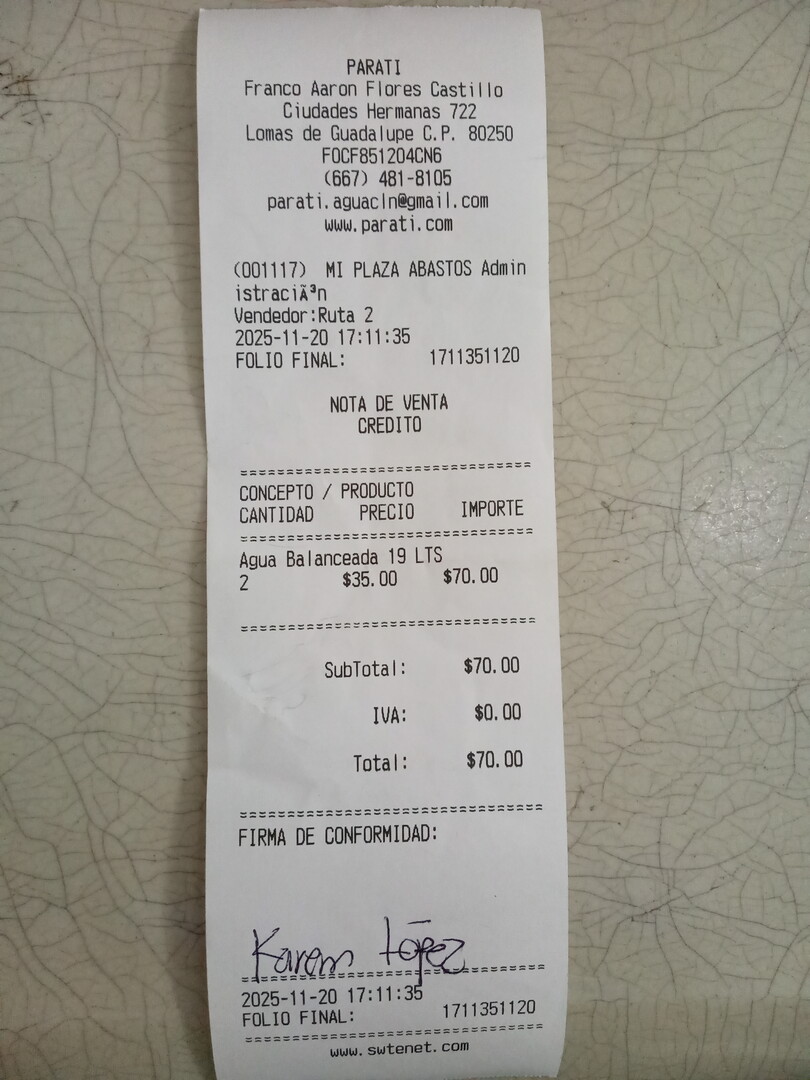 PARATI
Franco Aaron Flores Castillo
Ciudades Hermanas 722
Lomas de Guadalupe C.P. 80250
FOCF851204CN6
(667) 481-8105
parati.aguacln@gmail.com
www.parati.com
(001117) MI PLAZA ABASTOS Admin
istraciÃ³n
Vendedor:Ruta 2
2025-11-20 17:11:35
FOLIO FINAL: 1711351120
NOTA DE VENTA
CREDITO
CONCEPTO / PRODUCTO
CANTIDAD PRECIO IMPORTE
Agua Balanceada 19 LTS
2 $35.00 $70.00
SubTotal: $70.00
IVA: $0.00
Total: $70.00
FIRMA DE CONFORMIDAD:
Karem López
2025-11-20 17:11:35
FOLIO FINAL: 1711351120
www.swtenet.com